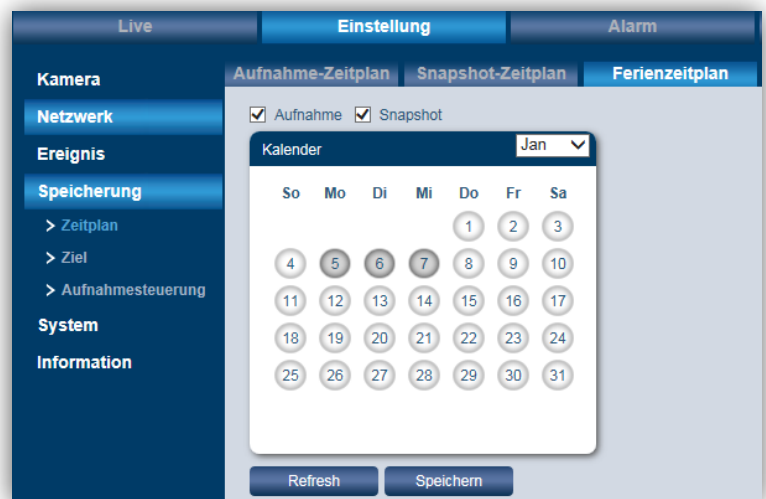 Live Einstellung Alarm
Kamera
Netzwerk
Ereignis
Speicherung
> Zeitplan
> Ziel
> Aufnahmesteuerung
System
Information
Aufnahme-Zeitplan Snapshot-Zeitplan Ferienzeitplan
Aufnahme Snapshot
Kalender Jan
So Mo Di Mi Do Fr Sa
1 2 3
4 5 6 7 8 9 10
11 12 13 14 15 16 17
18 19 20 21 22 23 24
25 26 27 28 29 30 31
Refresh Speichern